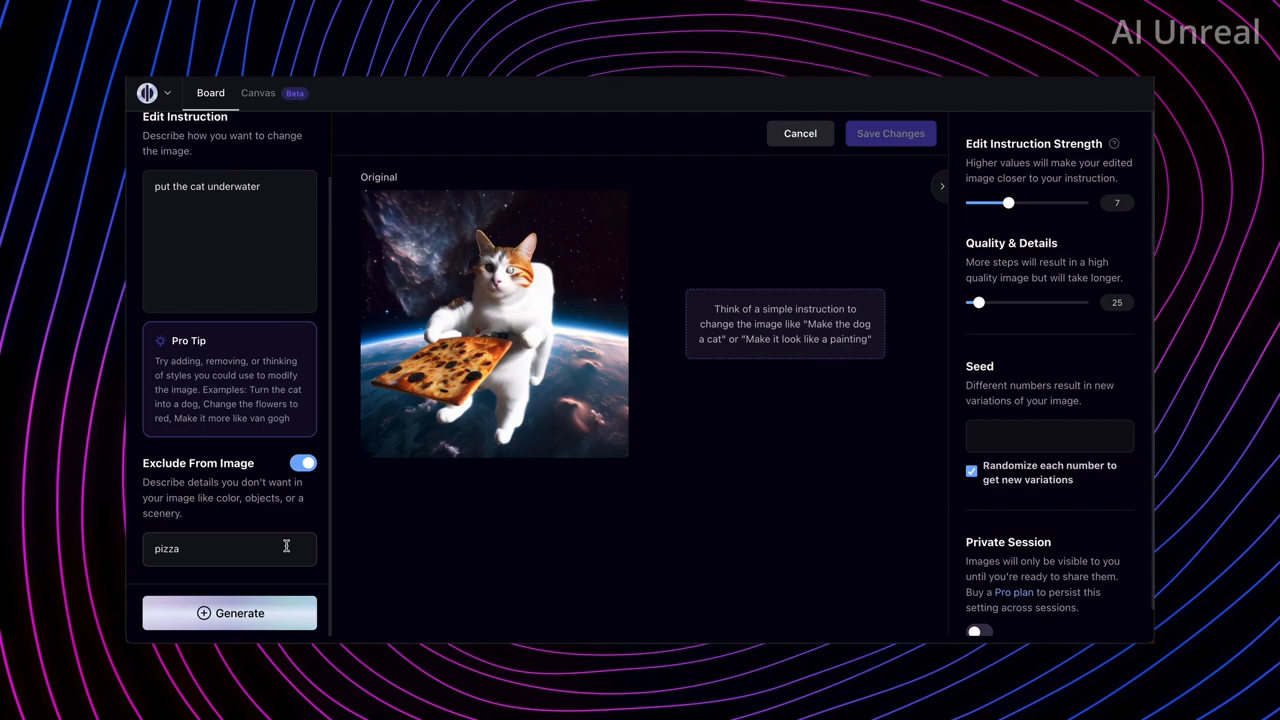 AI Unreal
Board
Canvas
Beta
Edit Instruction
Describe how you want to change
the image.
put the cat underwater
Pro Tip
Try adding, removing, or thinking
of styles you could use to modify
the image. Examples: Turn the cat
into a dog, Change the flowers to
red, Make it more like van gogh
Exclude From Image
Describe details you don't want in
your image like color, objects, or a
scenery.
pizza
Generate
Cancel
Save Changes
Original
Think of a simple instruction to
change the image like "Make the dog
a cat" or "Make it look like a painting"
Edit Instruction Strength
Higher values will make your edited
image closer to your instruction.
7
Quality & Details
More steps will result in a high
quality image but will take longer.
25
Seed
Different numbers result in new
variations of your image.
Randomize each number to
get new variations
Private Session
Images will only be visible to you
until you're ready to share them.
Buy a Pro plan to persist this
setting across sessions.